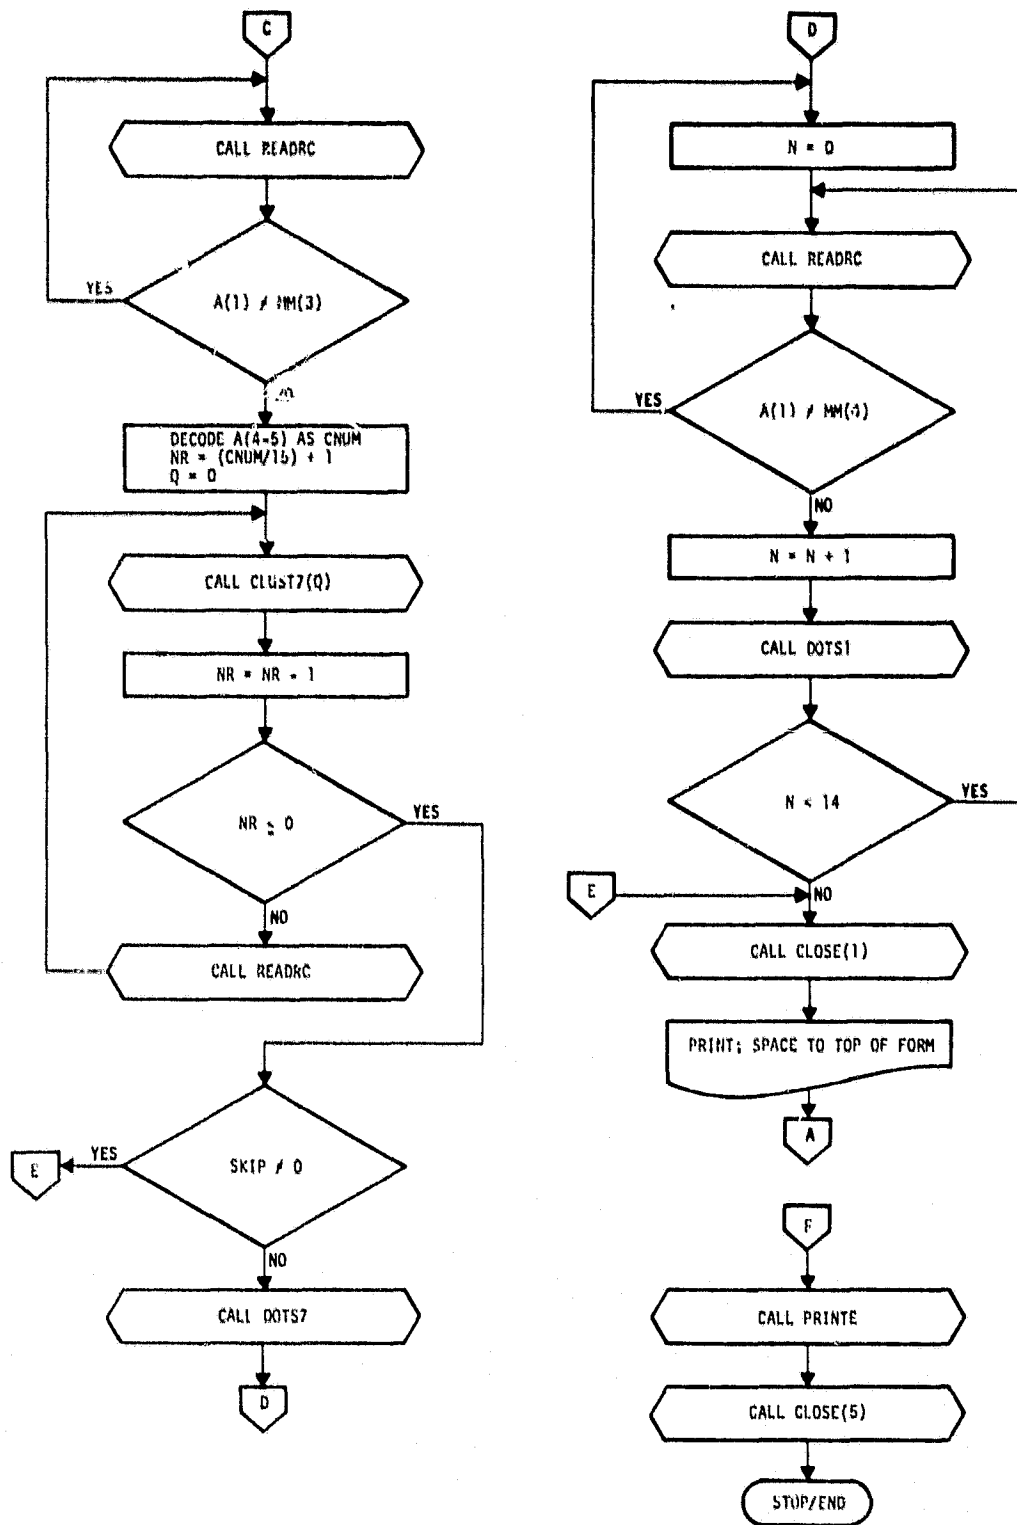 C
CALL READRC
YES
A(1) ≠ MM(3)
DECODE A(4-5) AS CNUM
NR = (CNUM/15) + 1
Q = 0
CALL CLUST7(Q)
NR = NR - 1
NR ≤ 0
YES
NO
CALL READRC
SKIP ≠ 0
YES
E
NO
CALL DOTS7
D
D
N = 0
CALL READRC
A(1) ≠
YES
NO
N = N + 1
CALL DOTS1
N < 14
YES
NO
E
CALL CLOSE(1)
PRINT; SPACE TO TOP OF FORM
A
F
CALL PRINTE
CALL CLOSE(5)
STOP/END